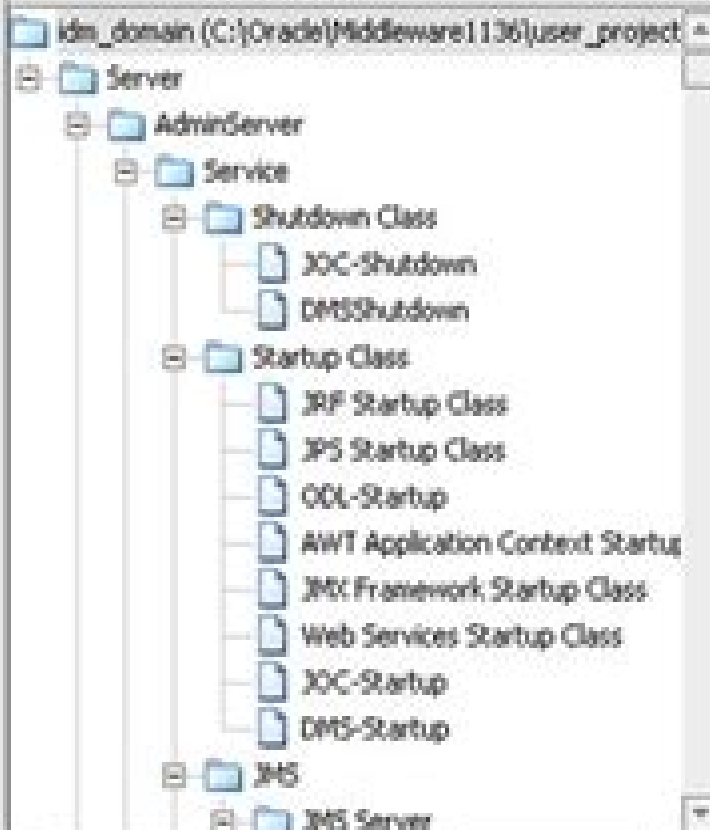 idm_domain (C:\Oracle\Middleware1136\user_project
Server
AdminServer
Service
Shutdown Class
JOC-Shutdown
DMSShutdown
Startup Class
JRF Startup Class
JPS Startup Class
ODL-Startup
AWT Application Context Startup
JMX Framework Startup Class
Web Services Startup Class
JOC-Startup
DMS-Startup
JMS
JMS Server